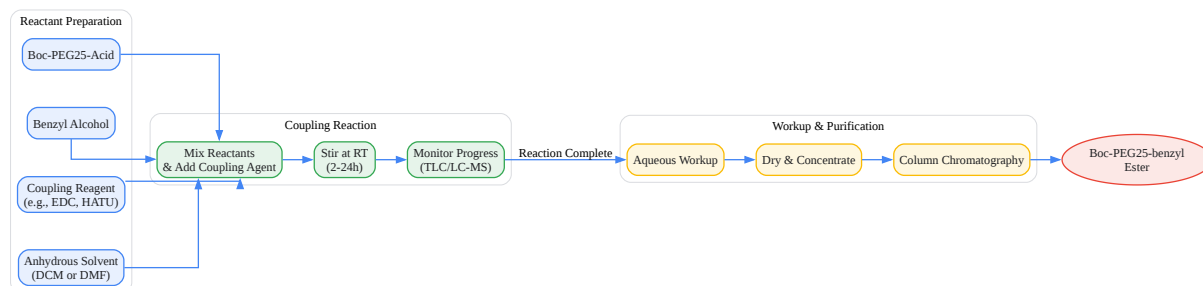 Reactant Preparation
Boc-PEG25-Acid
Benzyl Alcohol
Coupling Reagent
(e.g., EDC, HATU)
Anhydrous Solvent
(DCM or DMF)
Coupling Reaction
Mix Reactants
& Add Coupling Agent
Stir at RT
(2-24h)
Monitor Progress
(TLC/LC-MS)
Reaction Complete
Workup & Purification
Aqueous Workup
Dry & Concentrate
Column Chromatography
Boc-PEG25-benzyl
Ester